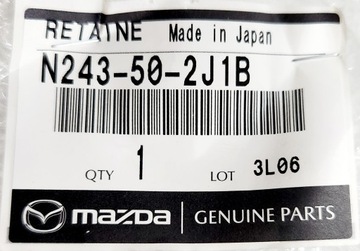 RETAINE Made in Japan
N243-50-2J1B
QTY 1 LOT 3L06
mazda GENUINE PARTS